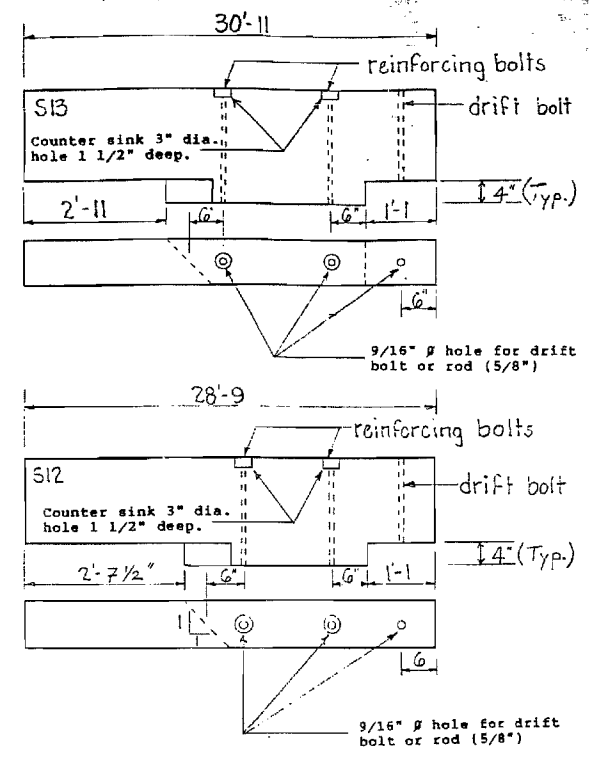 30'-11
reinforcing bolts
S13
drift bolt
Counter sink 3" dia.
hole 1 1/2" deep.
4" (Typ.)
2'-11
6"
6"
1'-1
6"
9/16" Ø hole for drift
bolt or rod (5/8")
28'-9
reinforcing bolts
S12
drift bolt
Counter sink 3" dia.
hole 1 1/2" deep.
4" (Typ.)
2'-7 1/2"
6"
6"
1'-1
1
1
6
9/16" Ø hole for drift
bolt or rod (5/8")